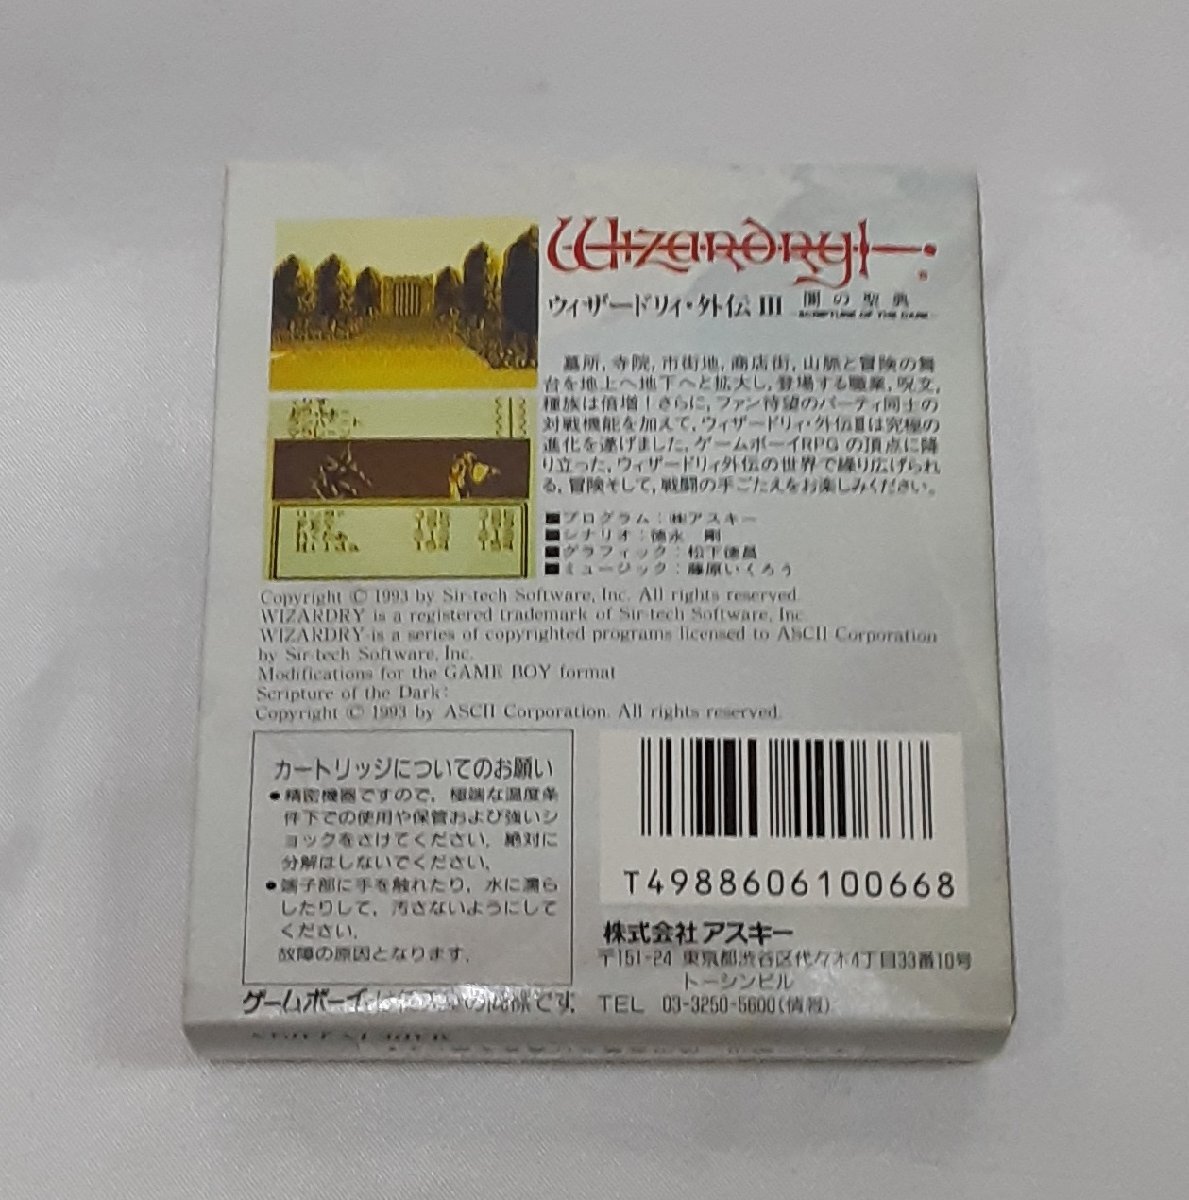 Wizardry
ウィザードリィ・外伝 III 闇の聖典
SCRIPTURE OF THE DARK
墓所, 寺院, 市街地, 商店街, 山脈と冒険の舞
台を地上へ地下へと拡大し, 登場する職業, 呪文,
種族は倍増！さらに, ファン待望のパーティ同士の
対戦機能を加えて, ウィザードリィ・外伝Ⅲは究極の
進化を遂げました. ゲームボーイRPG の頂点に降
り立った, ウィザードリィ外伝の世界で繰り広げられ
る, 冒険そして, 戦闘の手ごたえをお楽しみください。
■プログラム：㈱アスキー
■シナリオ：徳永 剛
■グラフィック：松下徳昌
■ミュージック：藤原いくろう
Hilda 164 164
Copyright © 1993 by Sir-tech Software, Inc. All rights reserved.
WIZARDRY is a registered trademark of Sir-tech Software, Inc.
WIZARDRY is a series of copyrighted programs licensed to ASCII Corporation
by Sir-tech Software, Inc.
Modifications for the GAME BOY format
Scripture of the Dark:
Copyright © 1993 by ASCII Corporation. All rights reserved.
カートリッジについてのお願い
●精密機器ですので, 極端な温度条
件下での使用や保管および強いシ
ョックをさけてください. 絶対に
分解はしないでください.
●端子部に手を触れたり, 水に濡ら
したりして, 汚さないようにして
ください.
故障の原因となります.
ゲームボーイは任天堂の商標です.
T4988606100668
株式会社アスキー
〒151-24 東京都渋谷区代々木4丁目33番10号
トーシンビル
TEL 03-3250-5600(情報)